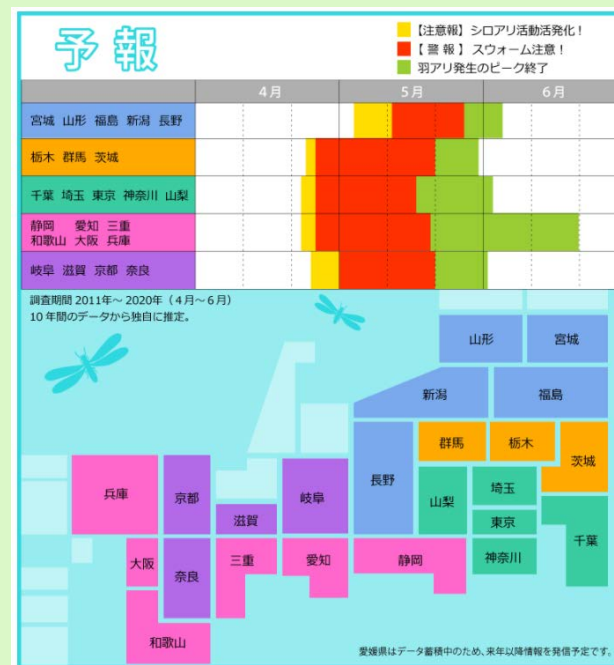 予報
【注意報】シロアリ活動活発化！
【 警 報 】スウォーム注意！
羽アリ発生のピーク終了
4月 5月 6月
宮城 山形 福島 新潟 長野
栃木 群馬 茨城
千葉 埼玉 東京 神奈川 山梨
静岡 愛知 三重
和歌山 大阪 兵庫
岐阜 滋賀 京都 奈良
調査期間 2011年～ 2020年（4月～6月）
10年間のデータから独自に推定。
山形 宮城
新潟 福島
群馬 栃木 茨城
長野 山梨 埼玉
東京 千葉
神奈川
兵庫 京都 岐阜
滋賀
大阪 奈良 三重 愛知 静岡
和歌山
愛媛県はデータ蓄積中のため、来年以降情報を発信予定です。